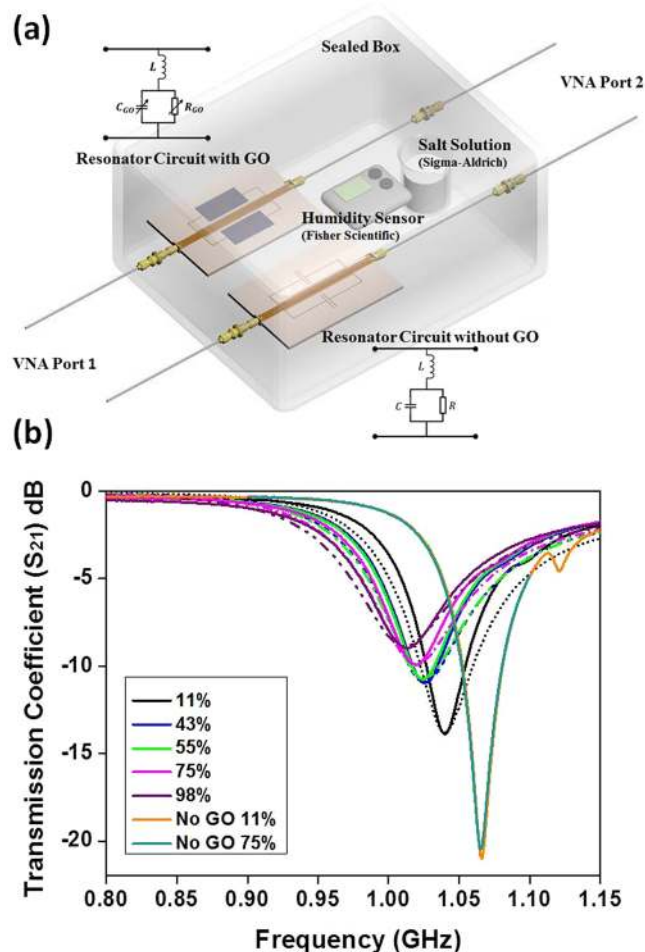 (a)
Sealed Box
L
C_GO
R_GO
VNA Port 2
Salt Solution
(Sigma-Aldrich)
Resonator Circuit with GO
Humidity Sensor
(Fisher Scientific)
Resonator Circuit without GO
VNA Port 1
L
C
R
(b)
Transmission Coefficient (S₂₁) dB
0
-5
-10
-15
-20
11%
43%
55%
75%
98%
No GO 11%
No GO 75%
0.80 0.85 0.90 0.95 1.00 1.05 1.10 1.15
Frequency (GHz)